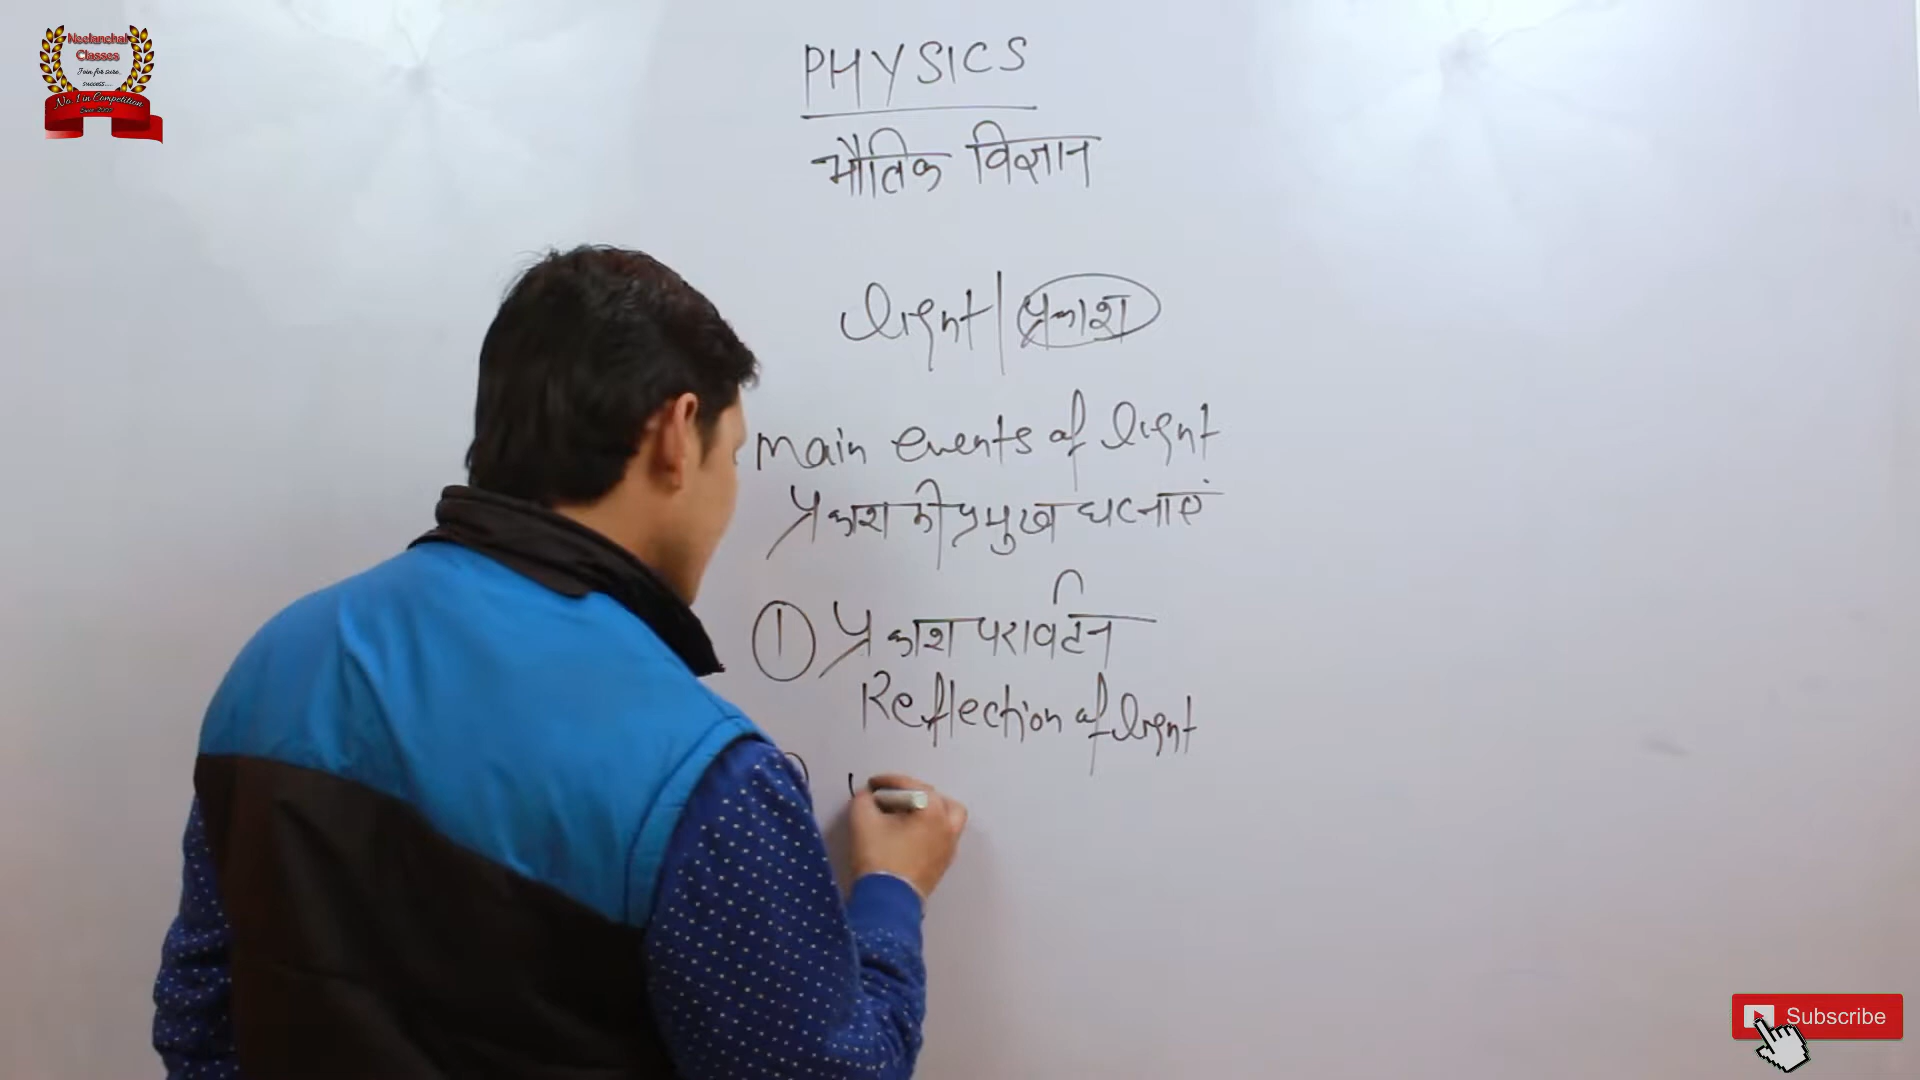 Neelanchal
Classes
Join for sure
success...
No. 1 in Competition
PHYSICS
भौतिक विज्ञान
light | प्रकाश
main events of light
प्रकाश की प्रमुख घटनाएं
① प्रकाश परावर्तन
Reflection of light
Subscribe